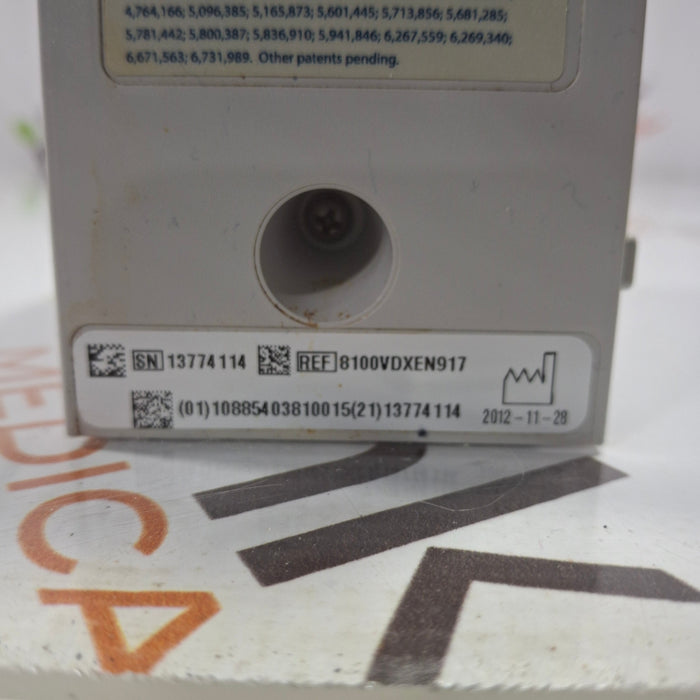 4,764,166; 5,096,385; 5,165,873; 5,601,445; 5,713,856; 5,681,285;
5,781,442; 5,800,387; 5,836,910; 5,941,846; 6,267,559; 6,269,340;
6,671,563; 6,731,989. Other patents pending.
SN 13774114 REF 8100VDXEN917
(01)10885403810015(21)13774114
2012-11-28
MEDICA